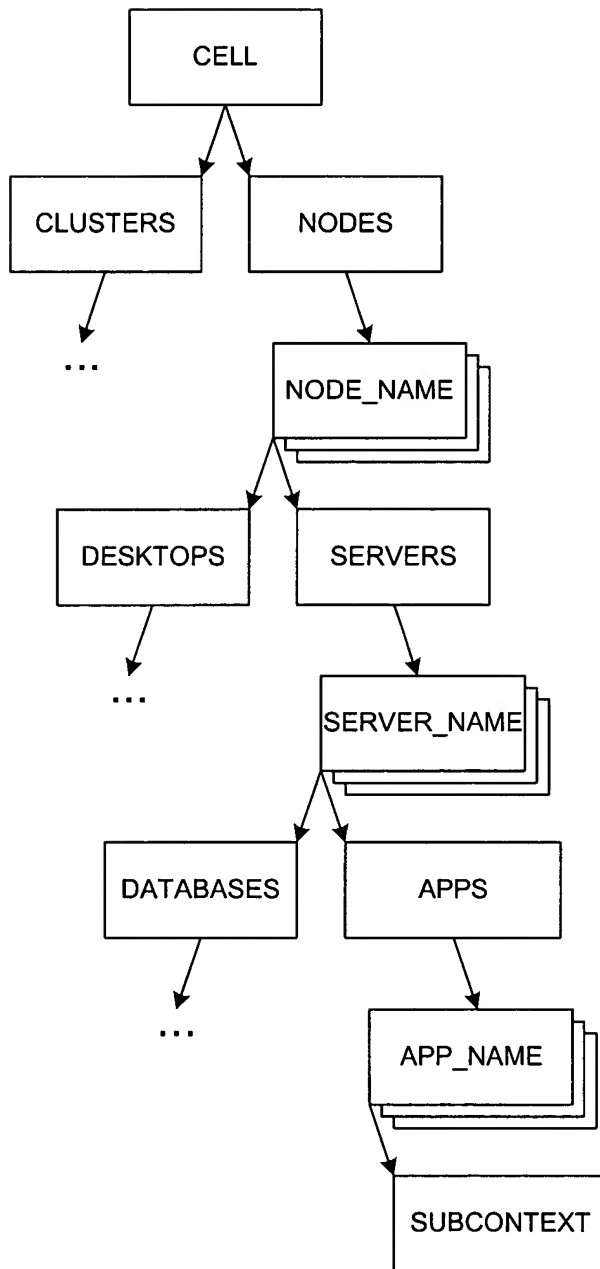 CELL
CLUSTERS
NODES
...
NODE_NAME
DESKTOPS
SERVERS
...
SERVER_NAME
DATABASES
APPS
...
APP_NAME
SUBCONTEXT